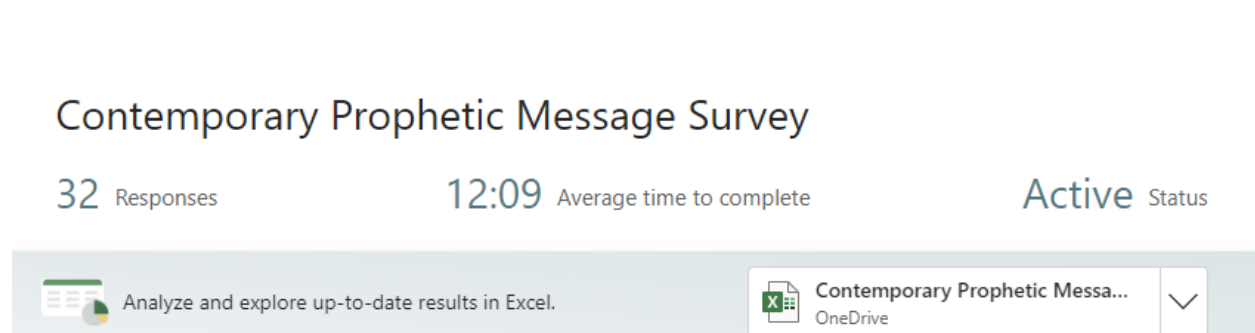 Contemporary Prophetic Message Survey
32 Responses
12:09 Average time to complete
Active Status
Analyze and explore up-to-date results in Excel.
Contemporary Prophetic Messa...
OneDrive